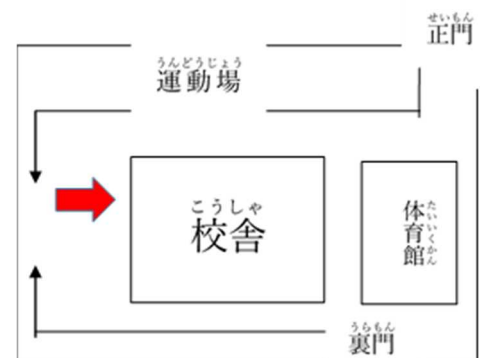 せいもん
正門
うんどうじょう
運動場
こうしゃ
校舎
たいいくかん
体育館
うらもん
裏門